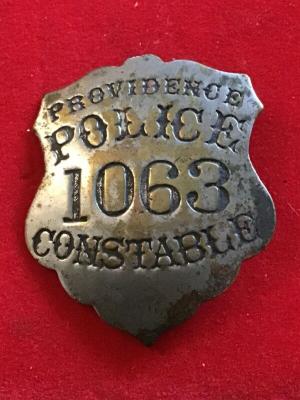 PROVIDENCE
POLICE
1063
CONSTABLE